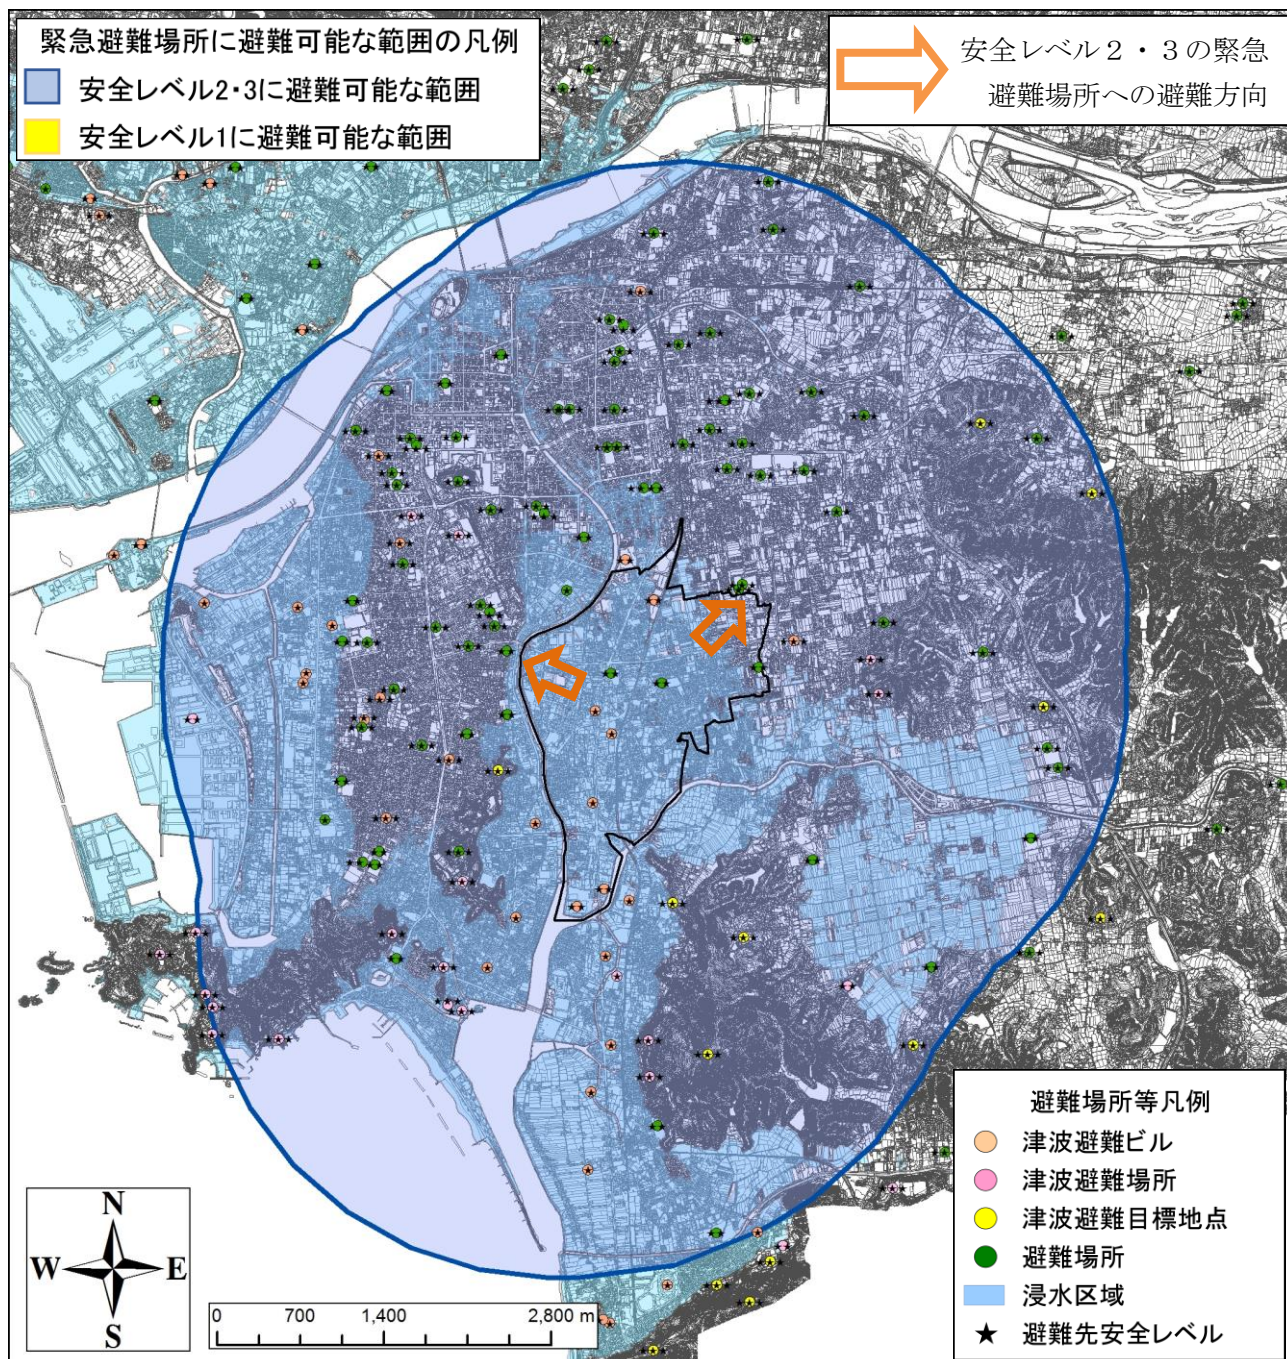 緊急避難場所に避難可能な範囲の凡例
安全レベル2・3に避難可能な範囲
安全レベル1に避難可能な範囲
安全レベル２・３の緊急
避難場所への避難方向
避難場所等凡例
津波避難ビル
津波避難場所
津波避難目標地点
避難場所
浸水区域
避難先安全レベル
N
W E
S
0 700 1,400 2,800 m